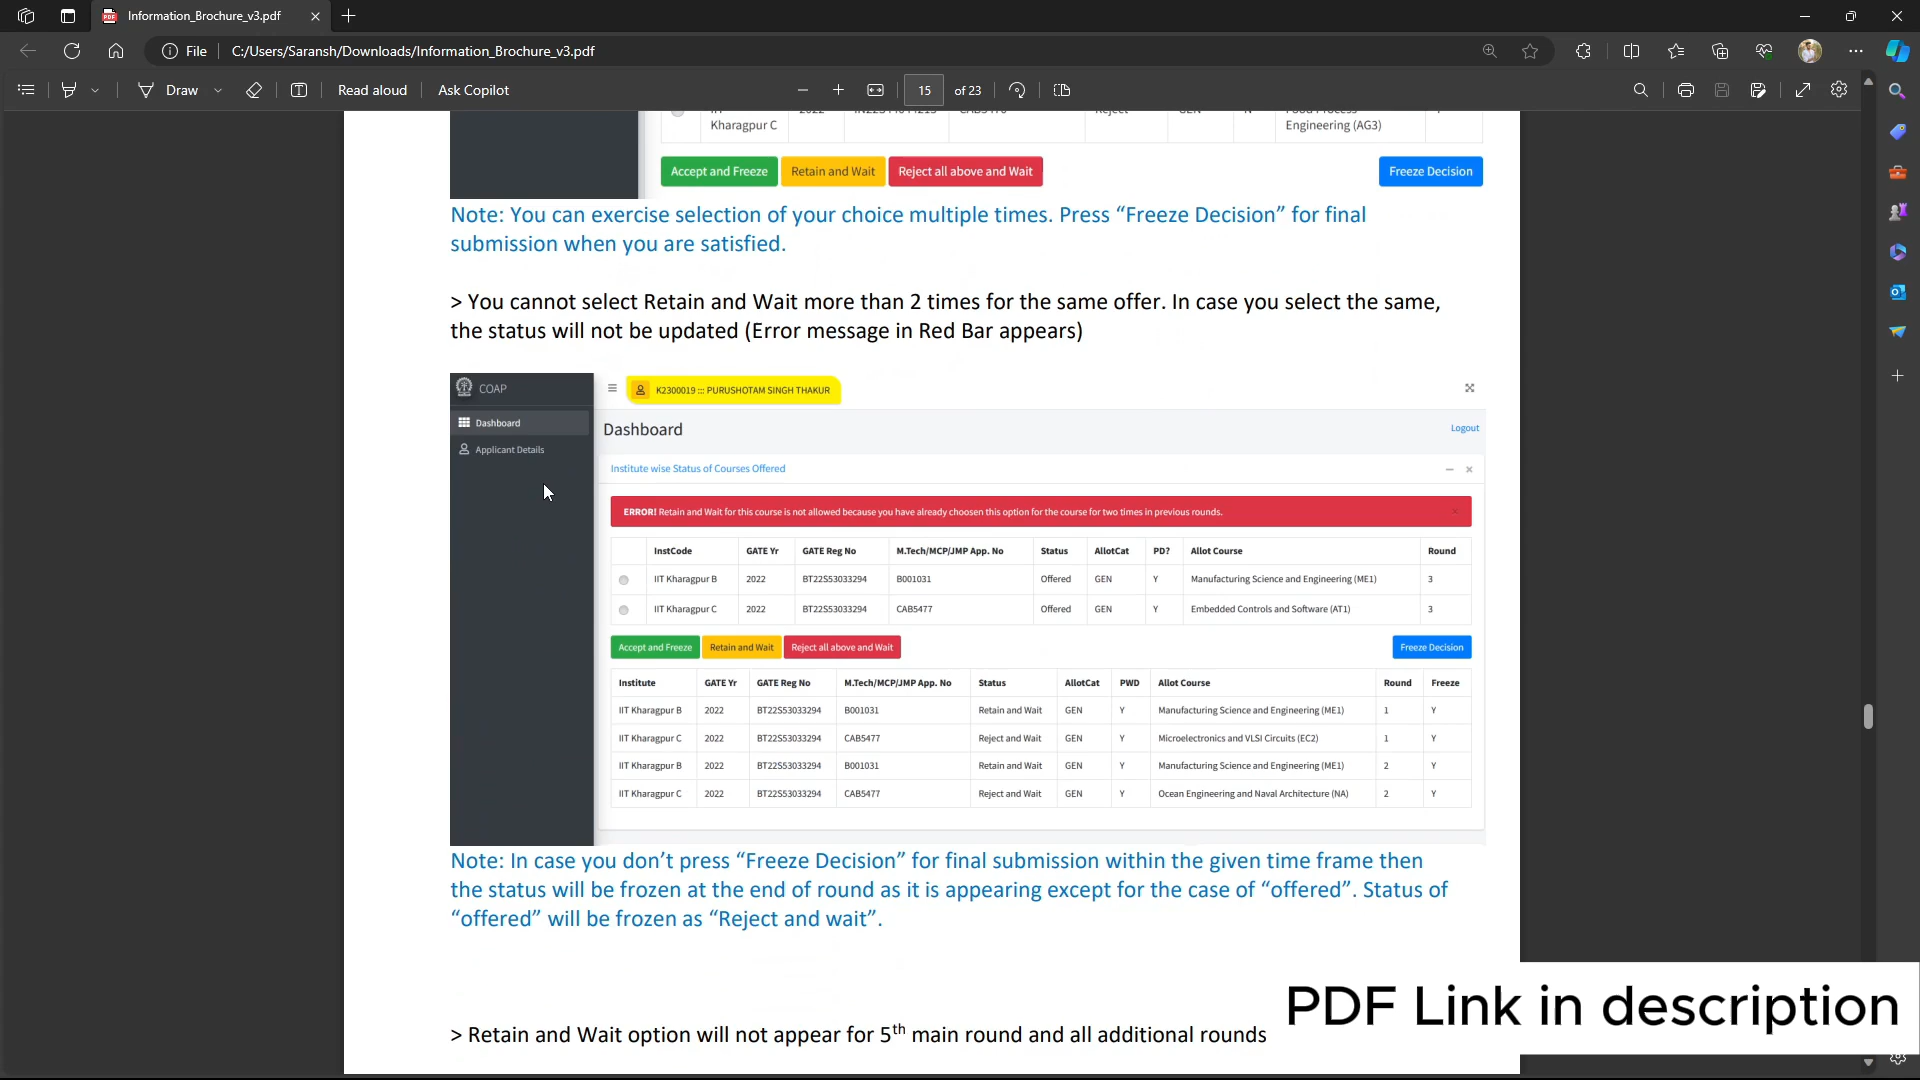 Information_Brochure_v3.pdf
File
C:/Users/Saransh/Downloads/Information_Brochure_v3.pdf
Draw
Read aloud
Ask Copilot
15 of 23
Kharagpur C
Engineering (AG3)
Accept and Freeze Retain and Wait Reject all above and Wait Freeze Decision
Note: You can exercise selection of your choice multiple times. Press “Freeze Decision” for final
submission when you are satisfied.
> You cannot select Retain and Wait more than 2 times for the same offer. In case you select the same,
the status will not be updated (Error message in Red Bar appears)
COAP
K2300019 ::: PURUSHOTAM SINGH THAKUR
Dashboard
Applicant Details
Dashboard
Logout
Institute wise Status of Courses Offered
ERROR! Retain and Wait for this course is not allowed because you have already choosen this option for the course for two times in previous rounds.
InstCode GATE Yr GATE Reg No M.Tech/MCP/JMP App. No Status AllotCat PD? Allot Course Round
IIT Kharagpur B 2022 BT22S53033294 B001031 Offered GEN Y Manufacturing Science and Engineering (ME1) 3
IIT Kharagpur C 2022 BT22S53033294 CAB5477 Offered GEN Y Embedded Controls and Software (AT1) 3
Accept and Freeze Retain and Wait Reject all above and Wait Freeze Decision
Institute GATE Yr GATE Reg No M.Tech/MCP/JMP App. No Status AllotCat PWD Allot Course Round Freeze
IIT Kharagpur B 2022 BT22S53033294 B001031 Retain and Wait GEN Y Manufacturing Science and Engineering (ME1) 1 Y
IIT Kharagpur C 2022 BT22S53033294 CAB5477 Reject and Wait GEN Y Microelectronics and VLSI Circuits (EC2) 1 Y
IIT Kharagpur B 2022 BT22S53033294 B001031 Retain and Wait GEN Y Manufacturing Science and Engineering (ME1) 2 Y
IIT Kharagpur C 2022 BT22S53033294 CAB5477 Reject and Wait GEN Y Ocean Engineering and Naval Architecture (NA) 2 Y
Note: In case you don’t press “Freeze Decision” for final submission within the given time frame then
the status will be frozen at the end of round as it is appearing except for the case of “offered”. Status of
“offered” will be frozen as “Reject and wait”.
> Retain and Wait option will not appear for 5th main round and all additional rounds
PDF Link in description